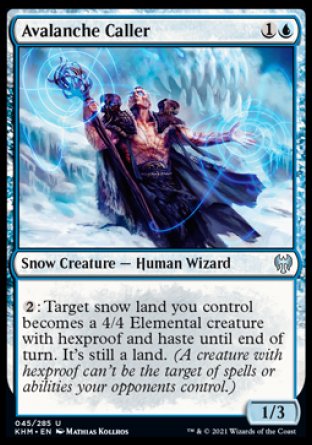 Avalanche Caller 1
Snow Creature — Human Wizard
2: Target snow land you control
becomes a 4/4 Elemental creature
with hexproof and haste until end
of turn. It's still a land. (A creature with
hexproof can't be the target of spells or
abilities your opponents control.)
1/3
045/285 U
KHM • EN Mathias Kollros
™ & © 2021 Wizards of the Coast